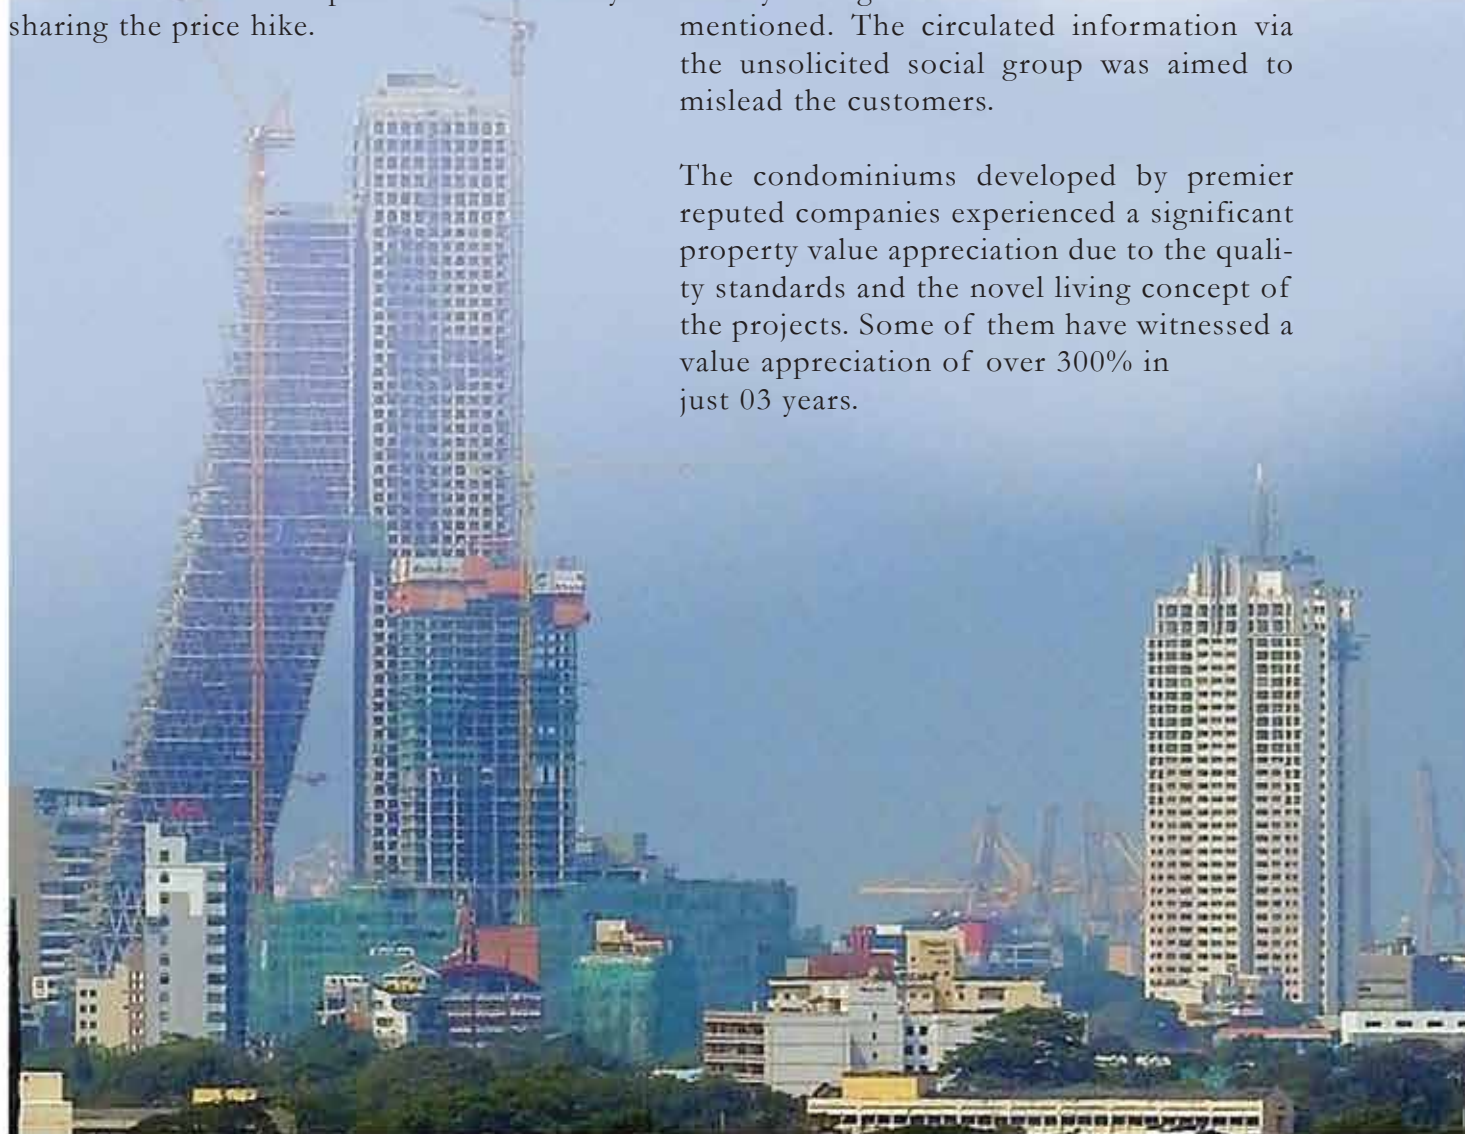 sharing the price hike.
mentioned. The circulated information via
the unsolicited social group was aimed to
mislead the customers.
The condominiums developed by premier
reputed companies experienced a significant
property value appreciation due to the quali-
ty standards and the novel living concept of
the projects. Some of them have witnessed a
value appreciation of over 300% in
just 03 years.